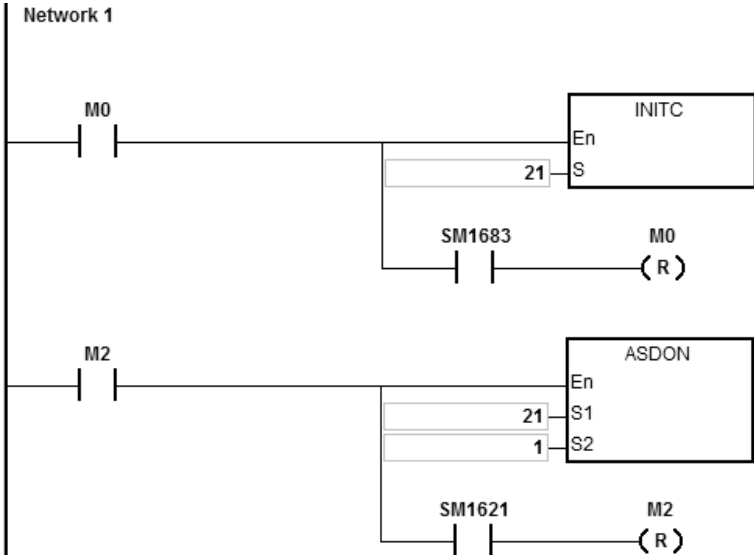 Network 1
M0
INITC
En
21 S
SM1683 M0
R
M2
ASDON
En
21 S1
1 S2
SM1621 M2
R